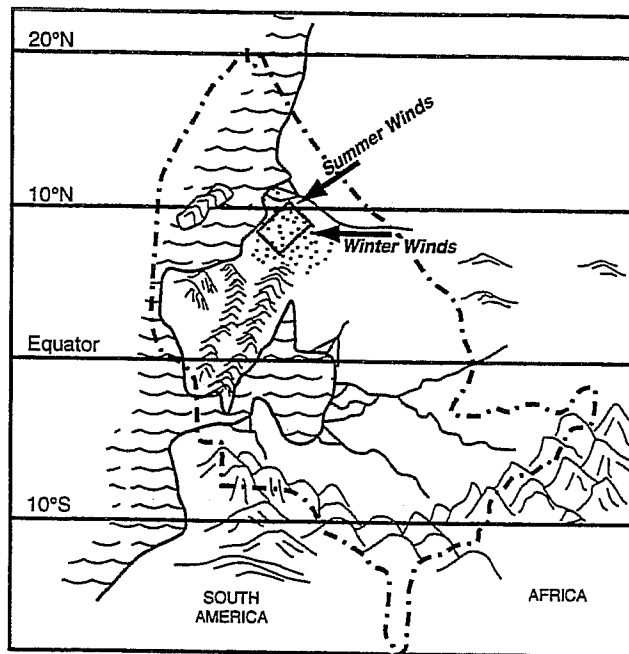 20°N
Summer Winds
10°N
Winter Winds
Equator
10°S
SOUTH
AMERICA
AFRICA